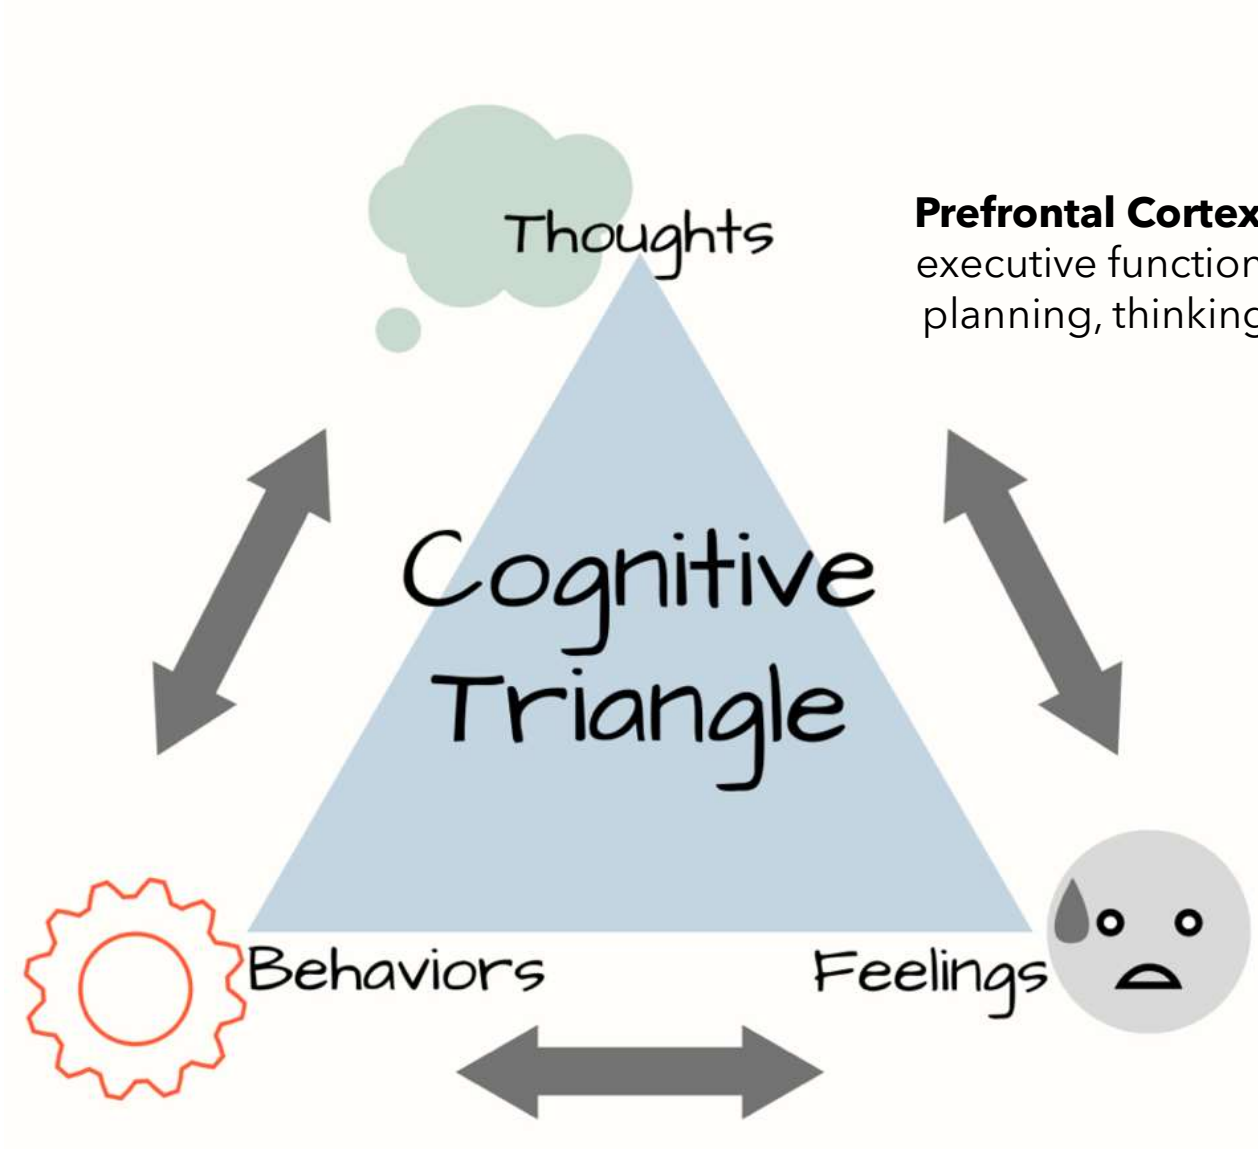 Thoughts
Prefrontal Cortex
executive function
planning, thinking
Cognitive
Triangle
Behaviors
Feelings